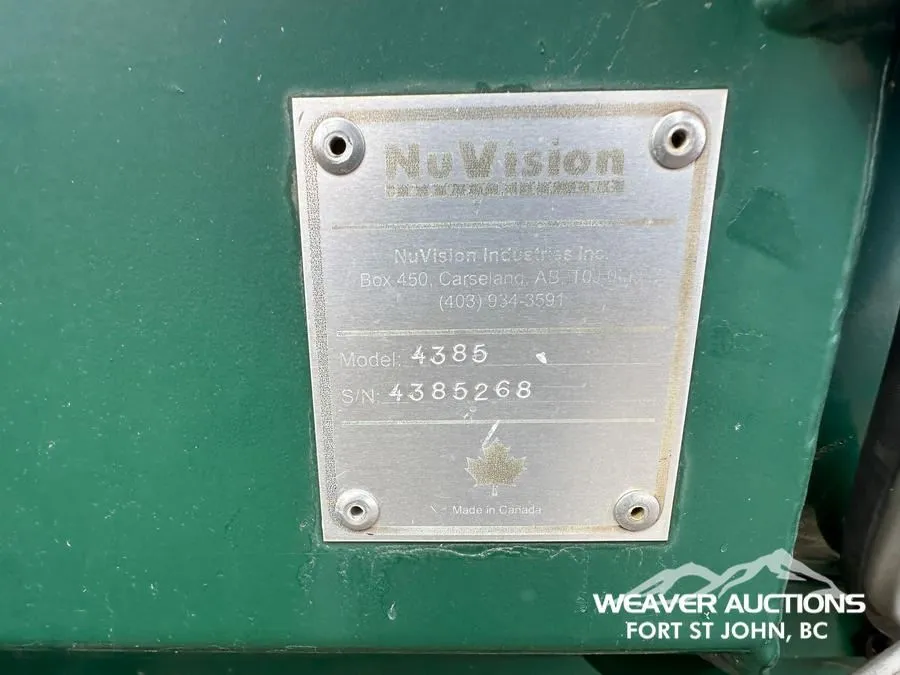 NuVision
NuVision Industries Inc.
Box 450, Carseland, AB,
(403) 934-3591
Model: 4385
S/N: 4385268
Made in Canada
WEAVER AUCTIONS
FORT ST JOHN, BC